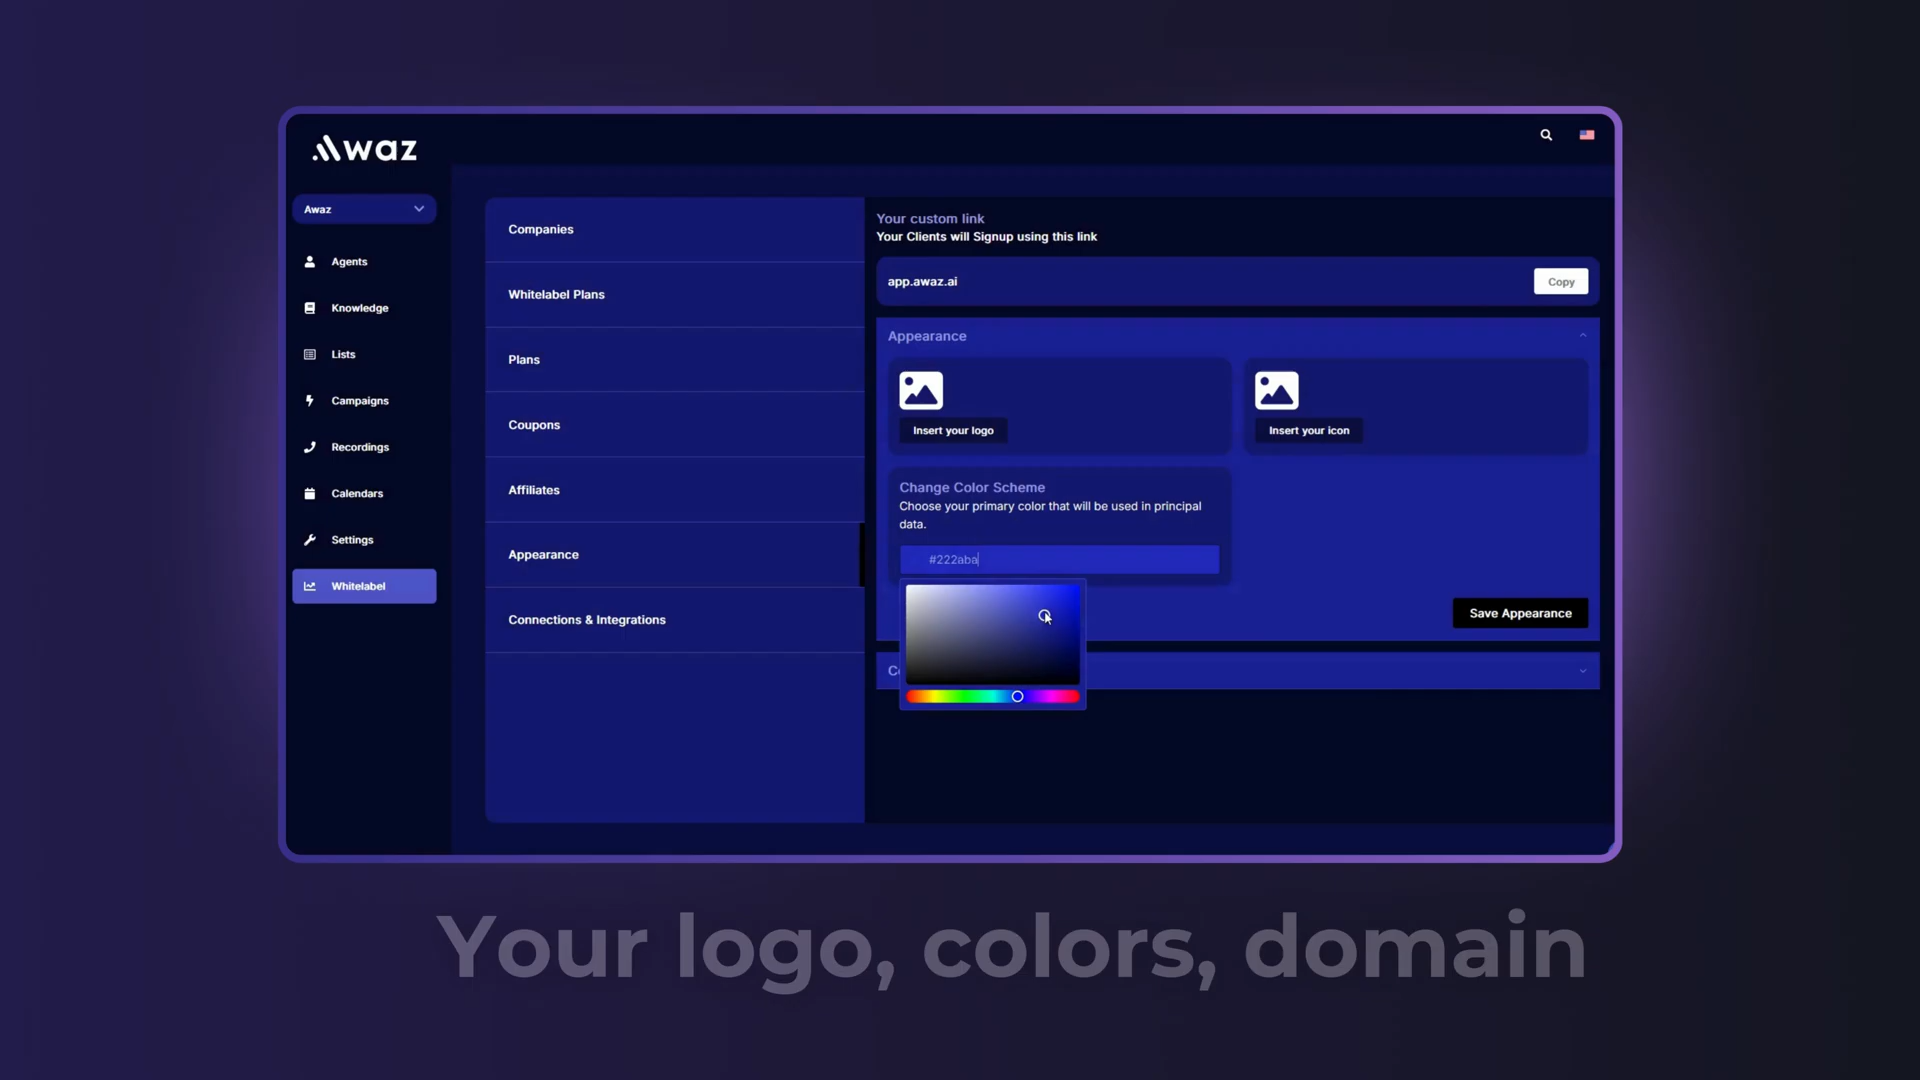 Awaz
Awaz
Agents
Knowledge
Lists
Campaigns
Recordings
Calendars
Settings
Whitelabel
Companies
Whitelabel Plans
Plans
Coupons
Affiliates
Appearance
Connections & Integrations
Your custom link
Your Clients will Signup using this link
app.awaz.ai
Copy
Appearance
Insert your logo
Insert your icon
Change Color Scheme
Choose your primary color that will be used in principal
data.
#222aba
Save Appearance
Your logo, colors, domain